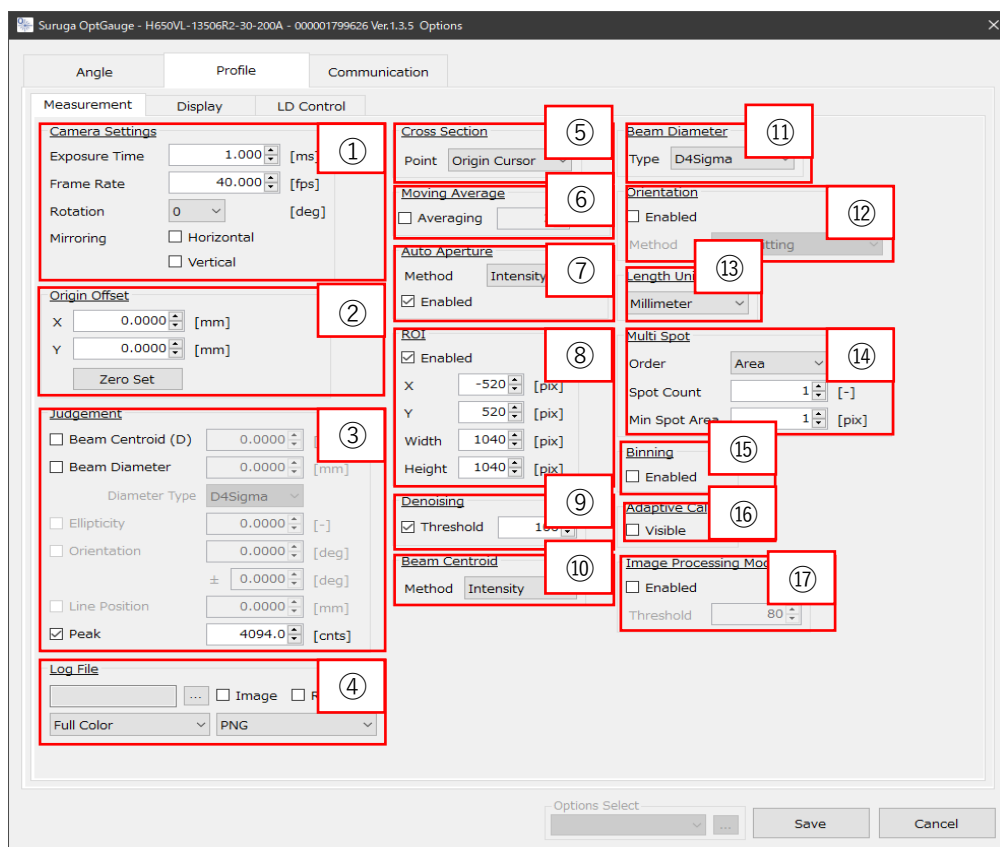 Suruga OptGauge - H650VL-13506R2-30-200A - 000001799626 Ver.1.3.5 Options
Angle
Profile
Communication
Measurement
Display
LD Control
Camera Settings
①
Exposure Time 1.000 [ms]
Frame Rate 40.000 [fps]
Rotation 0 [deg]
Mirroring Horizontal
Vertical
Origin Offset
②
X 0.0000 [mm]
Y 0.0000 [mm]
Zero Set
Judgement
③
Beam Centroid (D) 0.0000
Beam Diameter 0.0000 [mm]
Diameter Type D4Sigma
Ellipticity 0.0000 [-]
Orientation 0.0000 [deg]
± 0.0000 [deg]
Line Position 0.0000 [mm]
Peak 4094.0 [cnts]
Log File
④
... Image
Full Color PNG
Cross Section
⑤
Point Origin Cursor
Moving Average
⑥
Averaging
Auto Aperture
⑦
Method Intensity
Enabled
ROI
⑧
Enabled
X -520 [pix]
Y 520 [pix]
Width 1040 [pix]
Height 1040 [pix]
Denoising
⑨
Threshold
Beam Centroid
⑩
Method Intensity
Beam Diameter
⑪
Type D4Sigma
Orientation
⑫
Enabled
Method
Length
⑬
Millimeter
Multi Spot
⑭
Order Area
Spot Count 1 [-]
Min Spot Area 1 [pix]
Binning
⑮
Enabled
Adaptive
⑯
Visible
Image Processing
⑰
Enabled
Threshold 80
Options Select
...
Save
Cancel